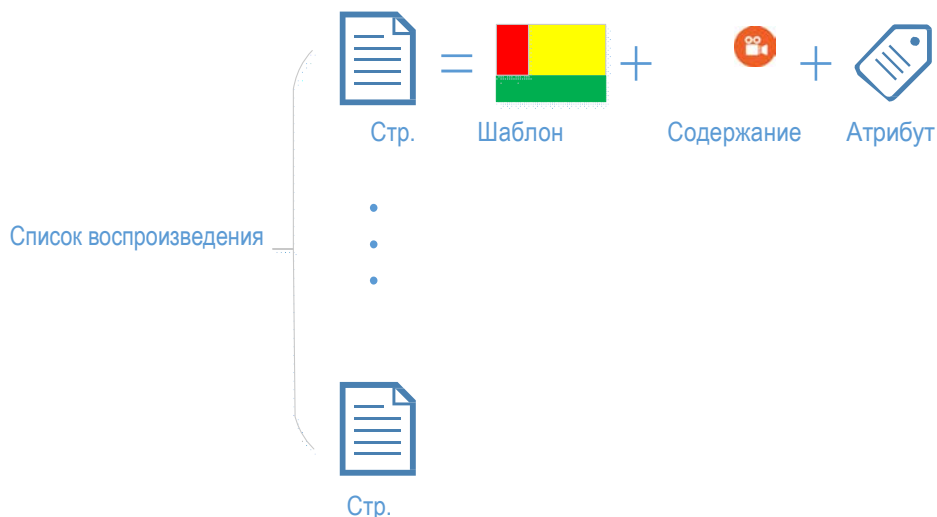 Стр.
Шаблон
Содержание
Атрибут
Список воспроизведения
Стр.